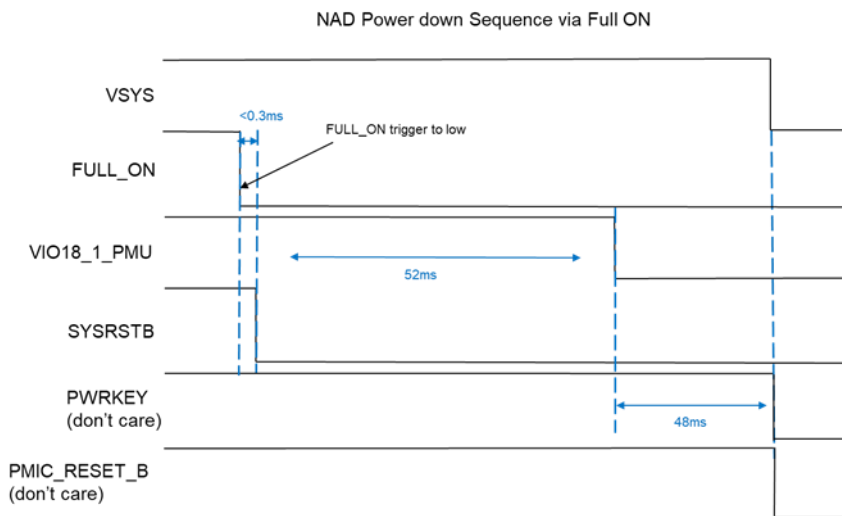 NAD Power down Sequence via Full ON
VSYS
<0.3ms
FULL_ON trigger to low
FULL_ON
VIO18_1_PMU
52ms
SYSRSTB
PWRKEY
(don't care)
48ms
PMIC_RESET_B
(don't care)